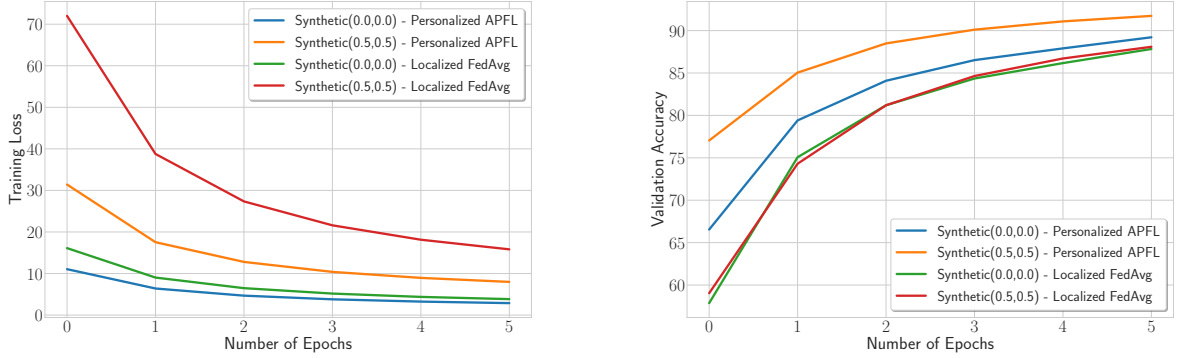 Training Loss
70
60
50
40
30
20
10
0
0 1 2 3 4 5
Number of Epochs
Synthetic(0.0,0.0) - Personalized APFL
Synthetic(0.5,0.5) - Personalized APFL
Synthetic(0.0,0.0) - Localized FedAvg
Synthetic(0.5,0.5) - Localized FedAvg
Validation Accuracy
90
85
80
75
70
65
60
0 1 2 3 4 5
Number of Epochs
Synthetic(0.0,0.0) - Personalized APFL
Synthetic(0.5,0.5) - Personalized APFL
Synthetic(0.0,0.0) - Localized FedAvg
Synthetic(0.5,0.5) - Localized FedAvg